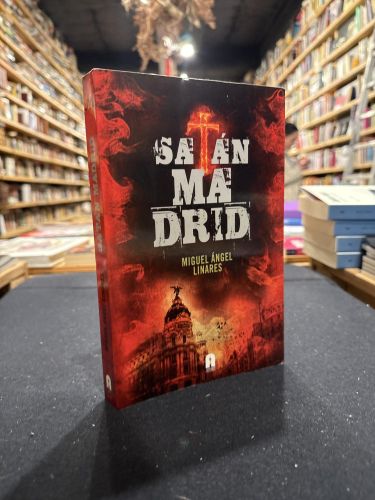 SATÁN
MA
DRID
MIGUEL ÁNGEL
LINARES